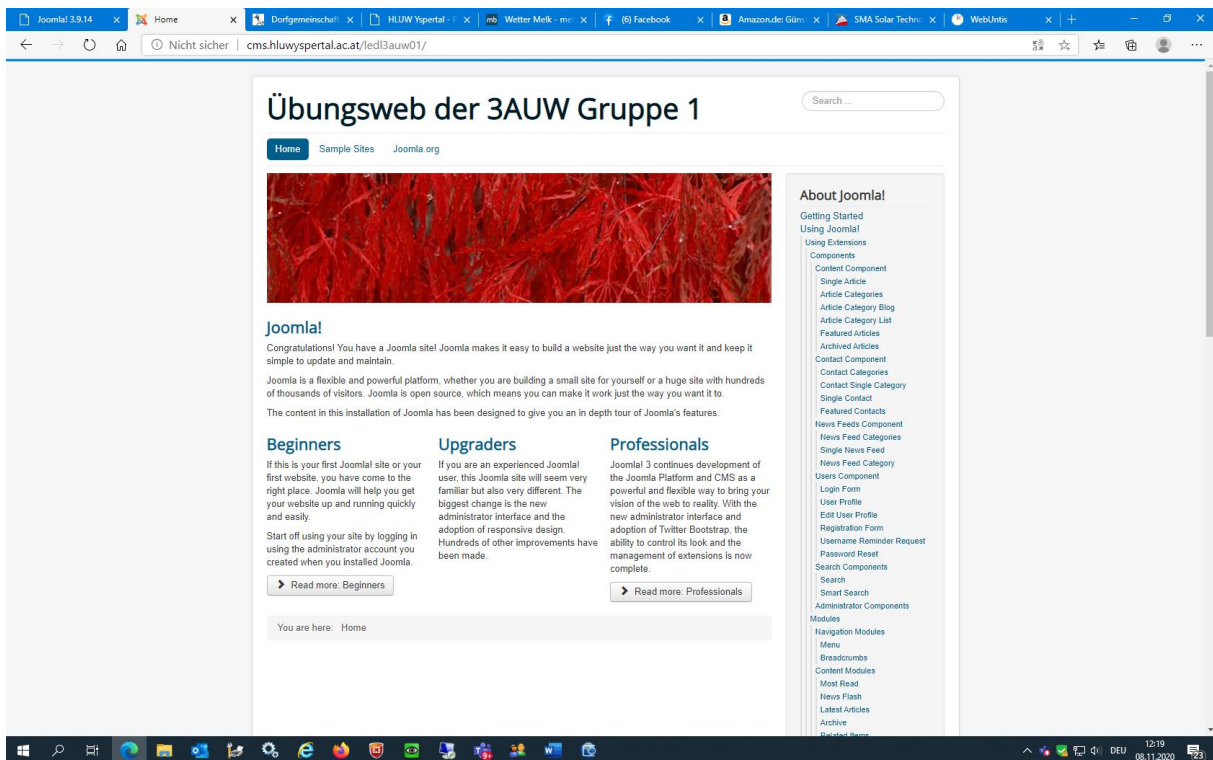 Joomla! 3.9.14
Home
Dorfgemeinschaft
HLUW Yspertal -
Wetter Melk -
(6) Facebook
Amazon.de: Güns
SMA Solar Techno
WebUntis
Nicht sicher | cms.hluwyspertal.ac.at/ledl3auw01/
Übungsweb der 3AUW Gruppe 1
Search ...
Home Sample Sites Joomla.org
Joomla!
Congratulations! You have a Joomla site! Joomla makes it easy to build a website just the way you want it and keep it
simple to update and maintain.
Joomla is a flexible and powerful platform, whether you are building a small site for yourself or a huge site with hundreds
of thousands of visitors. Joomla is open source, which means you can make it work just the way you want it to.
The content in this installation of Joomla has been designed to give you an in depth tour of Joomla's features.
Beginners
If this is your first Joomla! site or your
first website, you have come to the
right place. Joomla will help you get
your website up and running quickly
and easily.
Start off using your site by logging in
using the administrator account you
created when you installed Joomla.
Read more: Beginners
Upgraders
If you are an experienced Joomla!
user, this Joomla site will seem very
familiar but also very different. The
biggest change is the new
administrator interface and the
adoption of responsive design.
Hundreds of other improvements have
been made.
Professionals
Joomla! 3 continues development of
the Joomla Platform and CMS as a
powerful and flexible way to bring your
vision of the web to reality. With the
new administrator interface and
adoption of Twitter Bootstrap, the
ability to control its look and the
management of extensions is now
complete.
Read more: Professionals
You are here: Home
About Joomla!
Getting Started
Using Joomla!
Using Extensions
Components
Content Component
Single Article
Article Categories
Article Category Blog
Article Category List
Featured Articles
Archived Articles
Contact Component
Contact Categories
Contact Single Category
Single Contact
Featured Contacts
News Feeds Component
News Feed Categories
Single News Feed
News Feed Category
Users Component
Login Form
User Profile
Edit User Profile
Registration Form
Username Reminder Request
Password Reset
Search Components
Search
Smart Search
Administrator Components
Modules
Navigation Modules
Menu
Breadcrumbs
Content Modules
Most Read
News Flash
Latest Articles
Archive
Related Items
DEU
12:19
08.11.2020